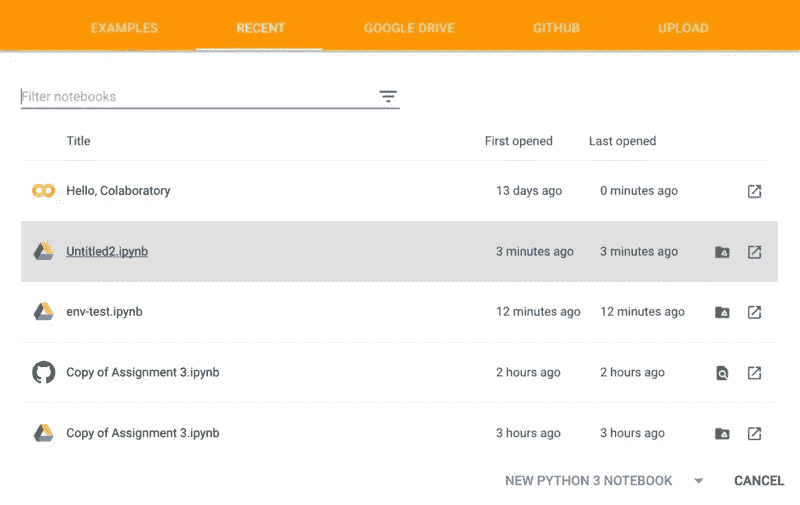 EXAMPLES RECENT GOOGLE DRIVE GITHUB UPLOAD
Filter notebooks
Title First opened Last opened
Hello, Colaboratory 13 days ago 0 minutes ago
Untitled2.ipynb 3 minutes ago 3 minutes ago
env-test.ipynb 12 minutes ago 12 minutes ago
Copy of Assignment 3.ipynb 2 hours ago 2 hours ago
Copy of Assignment 3.ipynb 3 hours ago 3 hours ago
NEW PYTHON 3 NOTEBOOK CANCEL